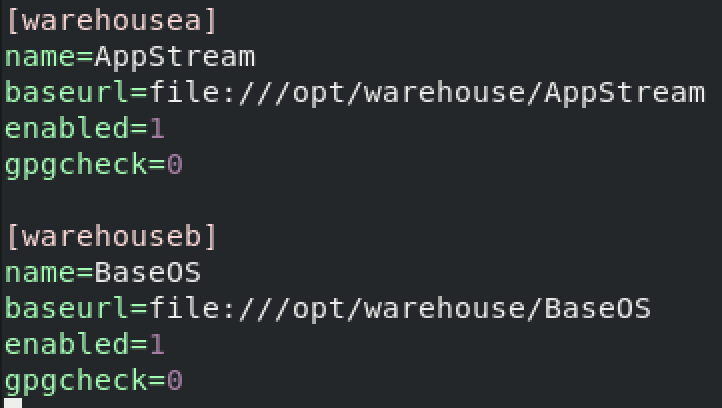 [warehousea]
name=AppStream
baseurl=file:///opt/warehouse/AppStream
enabled=1
gpgcheck=0
[warehouseb]
name=BaseOS
baseurl=file:///opt/warehouse/BaseOS
enabled=1
gpgcheck=0